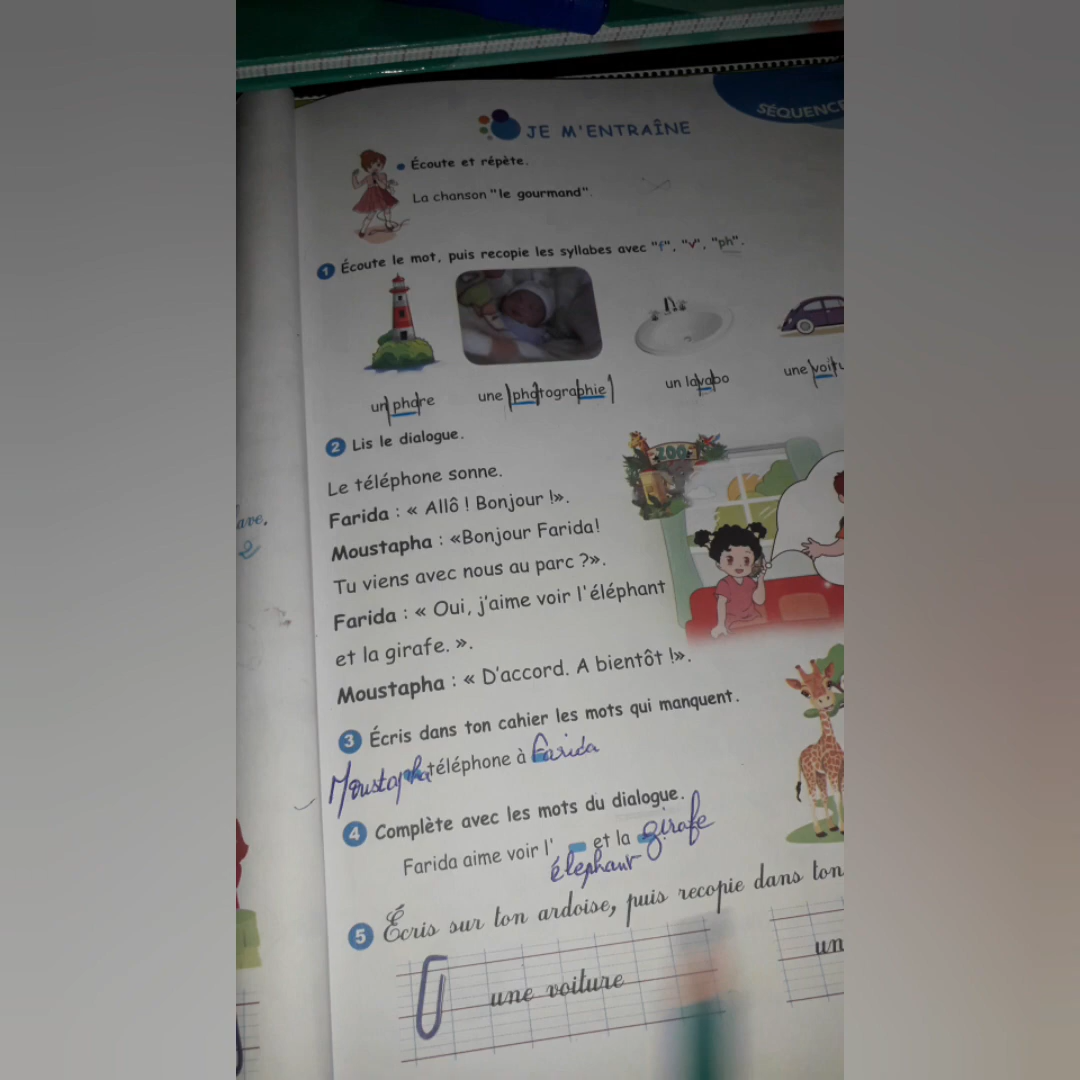 SÉQUENCE
JE M'ENTRAÎNE
Écoute et répète.
La chanson "le gourmand".
1 Écoute le mot, puis recopie les syllabes avec "f", "v", "ph".
un phare
une photographie
un lavabo
une voitu
2 Lis le dialogue.
ZOO
Le téléphone sonne.
Farida : « Allô ! Bonjour !».
Moustapha : «Bonjour Farida!
Tu viens avec nous au parc ?».
Farida : « Oui, j'aime voir l'éléphant
et la girafe. ».
Moustapha : « D'accord. A bientôt !».
3 Écris dans ton cahier les mots qui manquent.
Moustapha téléphone à Farida
4 Complète avec les mots du dialogue.
Farida aime voir l' et la girafe
éléphant
5 Écris sur ton ardoise, puis recopie dans ton
une voiture
un
ave,
2